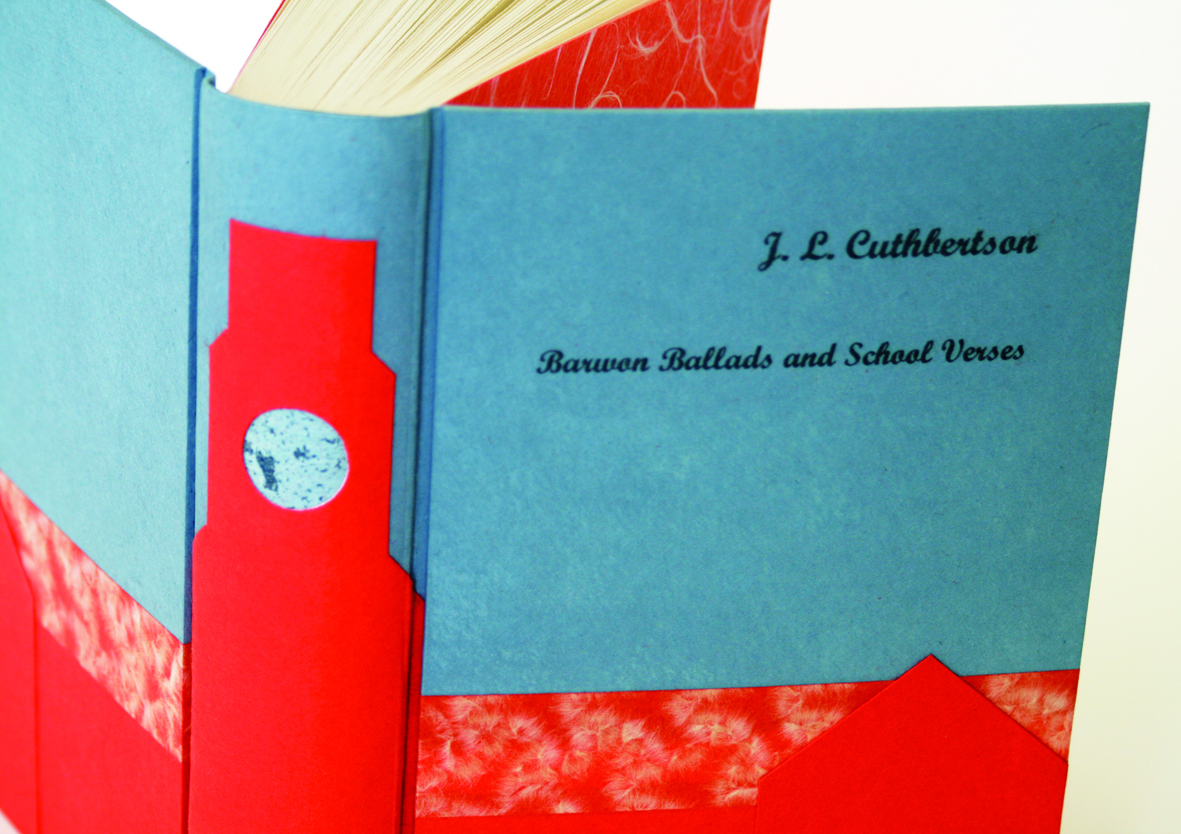 J. L. Cuthbertson
Barwon Ballads and School Verses